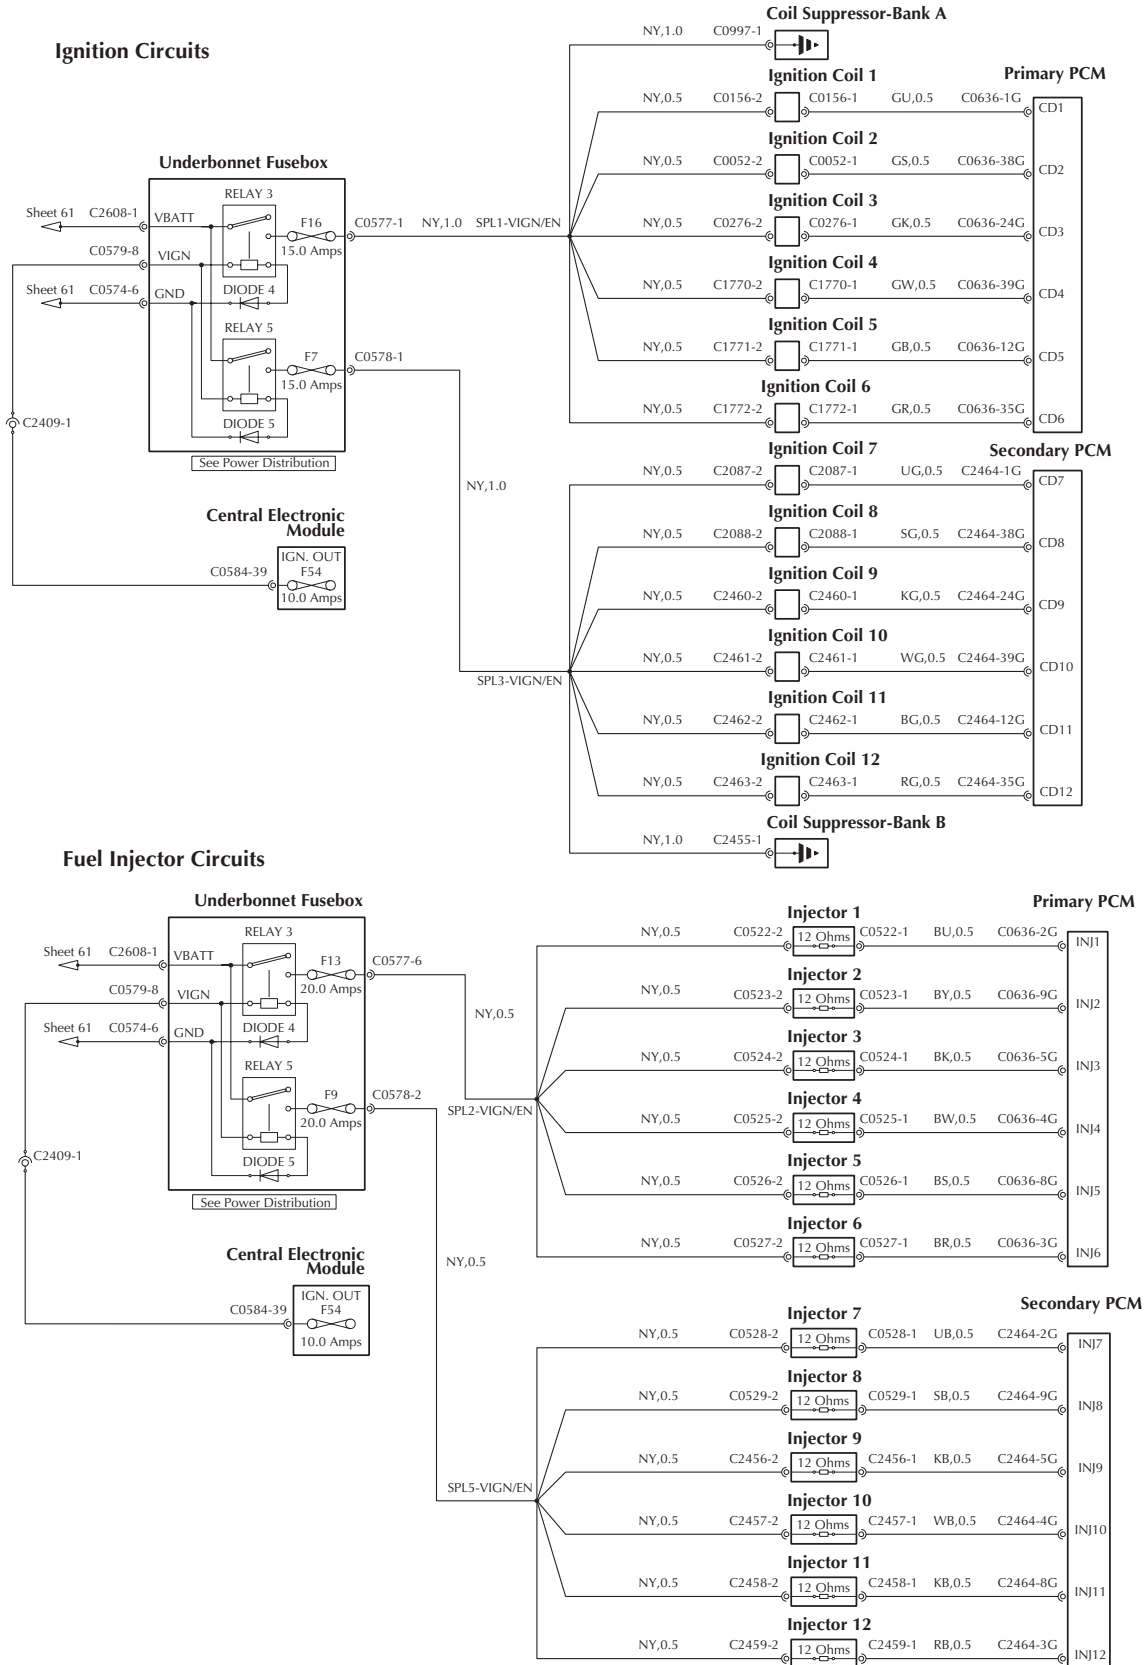 Ignition Circuits
Coil Suppressor-Bank A
NY,1.0 C0997-1
Primary PCM
Ignition Coil 1
NY,0.5 C0156-2 C0156-1 GU,0.5 C0636-1G CD1
Ignition Coil 2
NY,0.5 C0052-2 C0052-1 GS,0.5 C0636-38G CD2
Ignition Coil 3
NY,0.5 C0276-2 C0276-1 GK,0.5 C0636-24G CD3
Ignition Coil 4
NY,0.5 C1770-2 C1770-1 GW,0.5 C0636-39G CD4
Ignition Coil 5
NY,0.5 C1771-2 C1771-1 GB,0.5 C0636-12G CD5
Ignition Coil 6
NY,0.5 C1772-2 C1772-1 GR,0.5 C0636-35G CD6
Underbonnet Fusebox
RELAY 3
Sheet 61 C2608-1 VBATT
F16
15.0 Amps
C0577-1 NY,1.0 SPL1-VIGN/EN
C0579-8 VIGN
Sheet 61 C0574-6 GND
DIODE 4
RELAY 5
F7
15.0 Amps
C0578-1
DIODE 5
See Power Distribution
C2409-1
NY,1.0
Central Electronic
Module
IGN. OUT
F54
10.0 Amps
C0584-39
SPL3-VIGN/EN
Secondary PCM
Ignition Coil 7
NY,0.5 C2087-2 C2087-1 UG,0.5 C2464-1G CD7
Ignition Coil 8
NY,0.5 C2088-2 C2088-1 SG,0.5 C2464-38G CD8
Ignition Coil 9
NY,0.5 C2460-2 C2460-1 KG,0.5 C2464-24G CD9
Ignition Coil 10
NY,0.5 C2461-2 C2461-1 WG,0.5 C2464-39G CD10
Ignition Coil 11
NY,0.5 C2462-2 C2462-1 BG,0.5 C2464-12G CD11
Ignition Coil 12
NY,0.5 C2463-2 C2463-1 RG,0.5 C2464-35G CD12
Coil Suppressor-Bank B
NY,1.0 C2455-1
Fuel Injector Circuits
Underbonnet Fusebox
RELAY 3
Sheet 61 C2608-1 VBATT
F13
20.0 Amps
C0577-6
C0579-8 VIGN
Sheet 61 C0574-6 GND
DIODE 4
NY,0.5
RELAY 5
F9
20.0 Amps
C0578-2
SPL2-VIGN/EN
DIODE 5
See Power Distribution
C2409-1
Central Electronic
Module
NY,0.5
IGN. OUT
F54
10.0 Amps
C0584-39
SPL5-VIGN/EN
Primary PCM
Injector 1
NY,0.5 C0522-2 12 Ohms C0522-1 BU,0.5 C0636-2G INJ1
Injector 2
NY,0.5 C0523-2 12 Ohms C0523-1 BY,0.5 C0636-9G INJ2
Injector 3
NY,0.5 C0524-2 12 Ohms C0524-1 BK,0.5 C0636-5G INJ3
Injector 4
NY,0.5 C0525-2 12 Ohms C0525-1 BW,0.5 C0636-4G INJ4
Injector 5
NY,0.5 C0526-2 12 Ohms C0526-1 BS,0.5 C0636-8G INJ5
Injector 6
NY,0.5 C0527-2 12 Ohms C0527-1 BR,0.5 C0636-3G INJ6
Secondary PCM
Injector 7
NY,0.5 C0528-2 12 Ohms C0528-1 UB,0.5 C2464-2G INJ7
Injector 8
NY,0.5 C0529-2 12 Ohms C0529-1 SB,0.5 C2464-9G INJ8
Injector 9
NY,0.5 C2456-2 12 Ohms C2456-1 KB,0.5 C2464-5G INJ9
Injector 10
NY,0.5 C2457-2 12 Ohms C2457-1 WB,0.5 C2464-4G INJ10
Injector 11
NY,0.5 C2458-2 12 Ohms C2458-1 KB,0.5 C2464-8G INJ11
Injector 12
NY,0.5 C2459-2 12 Ohms C2459-1 RB,0.5 C2464-3G INJ12